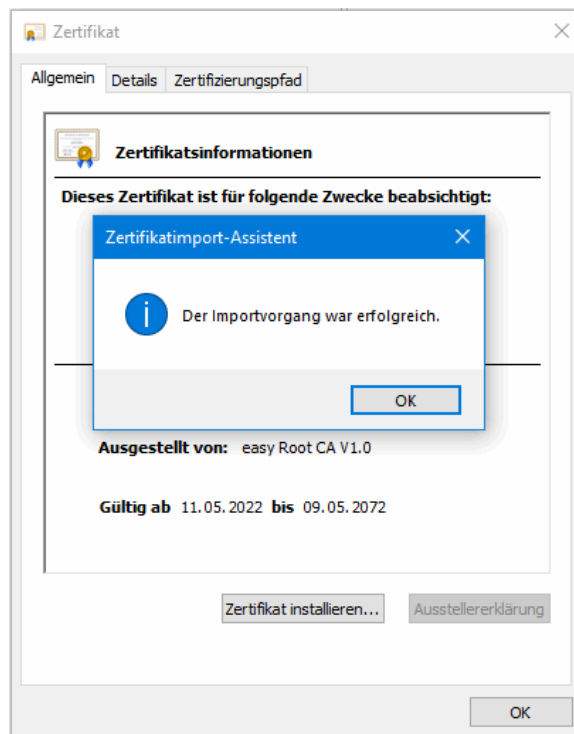 Zertifikat
Allgemein Details Zertifizierungspfad
Zertifikatsinformationen
Dieses Zertifikat ist für folgende Zwecke beabsichtigt:
Zertifikatimport-Assistent
Der Importvorgang war erfolgreich.
OK
Ausgestellt von: easy Root CA V1.0
Gültig ab 11.05.2022 bis 09.05.2072
Zertifikat installieren... Ausstellererklärung
OK